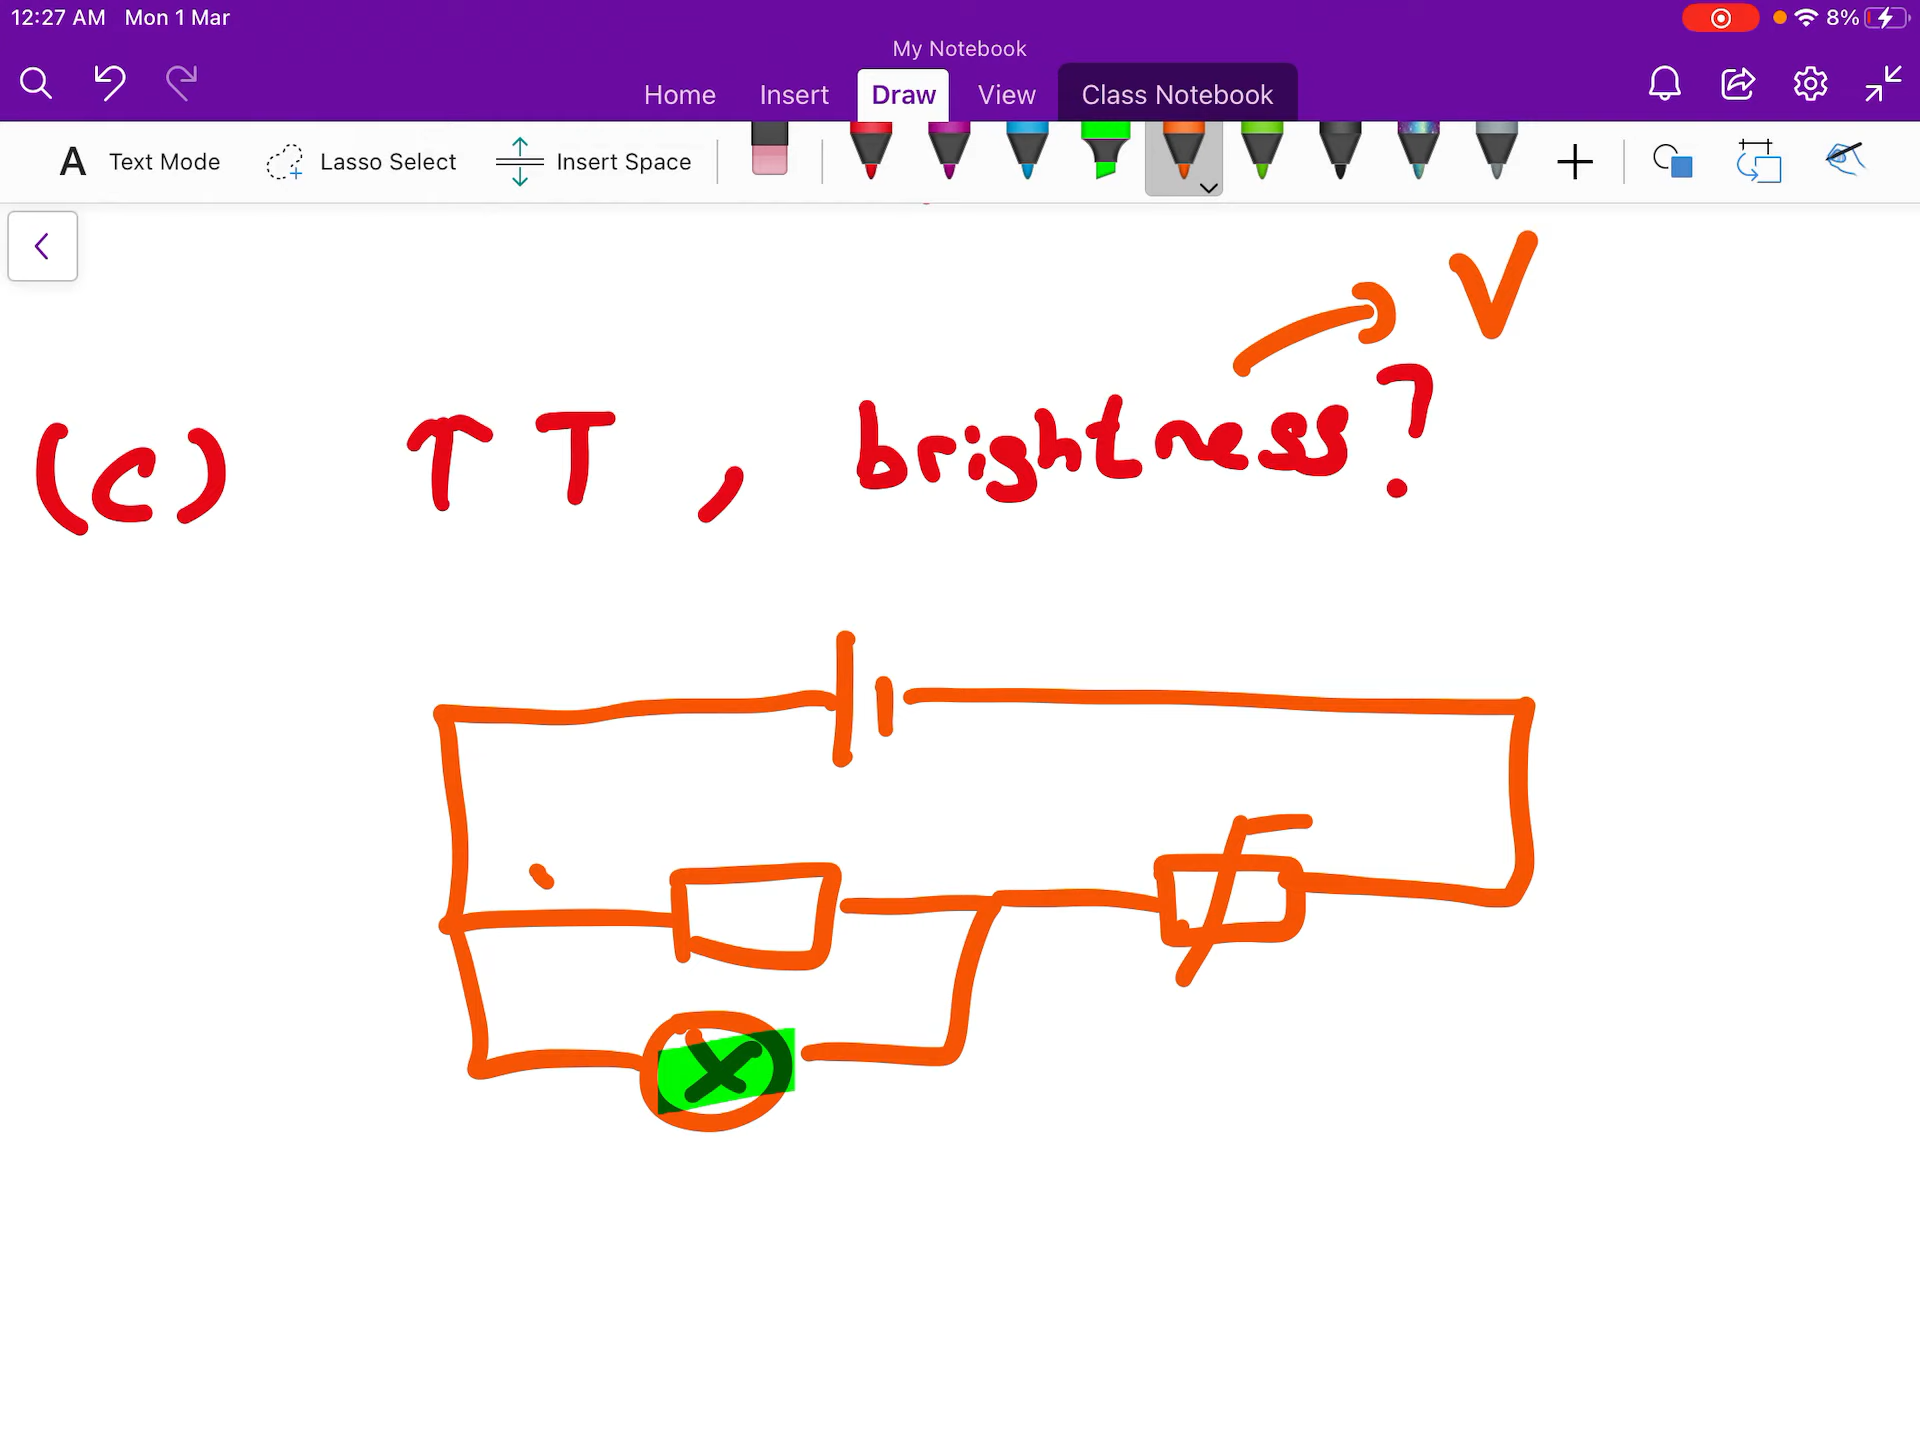 12:27 AM Mon 1 Mar 8%
My Notebook
Home Insert Draw View Class Notebook
A Text Mode Lasso Select Insert Space
V
(c) ↑ T , brightness?